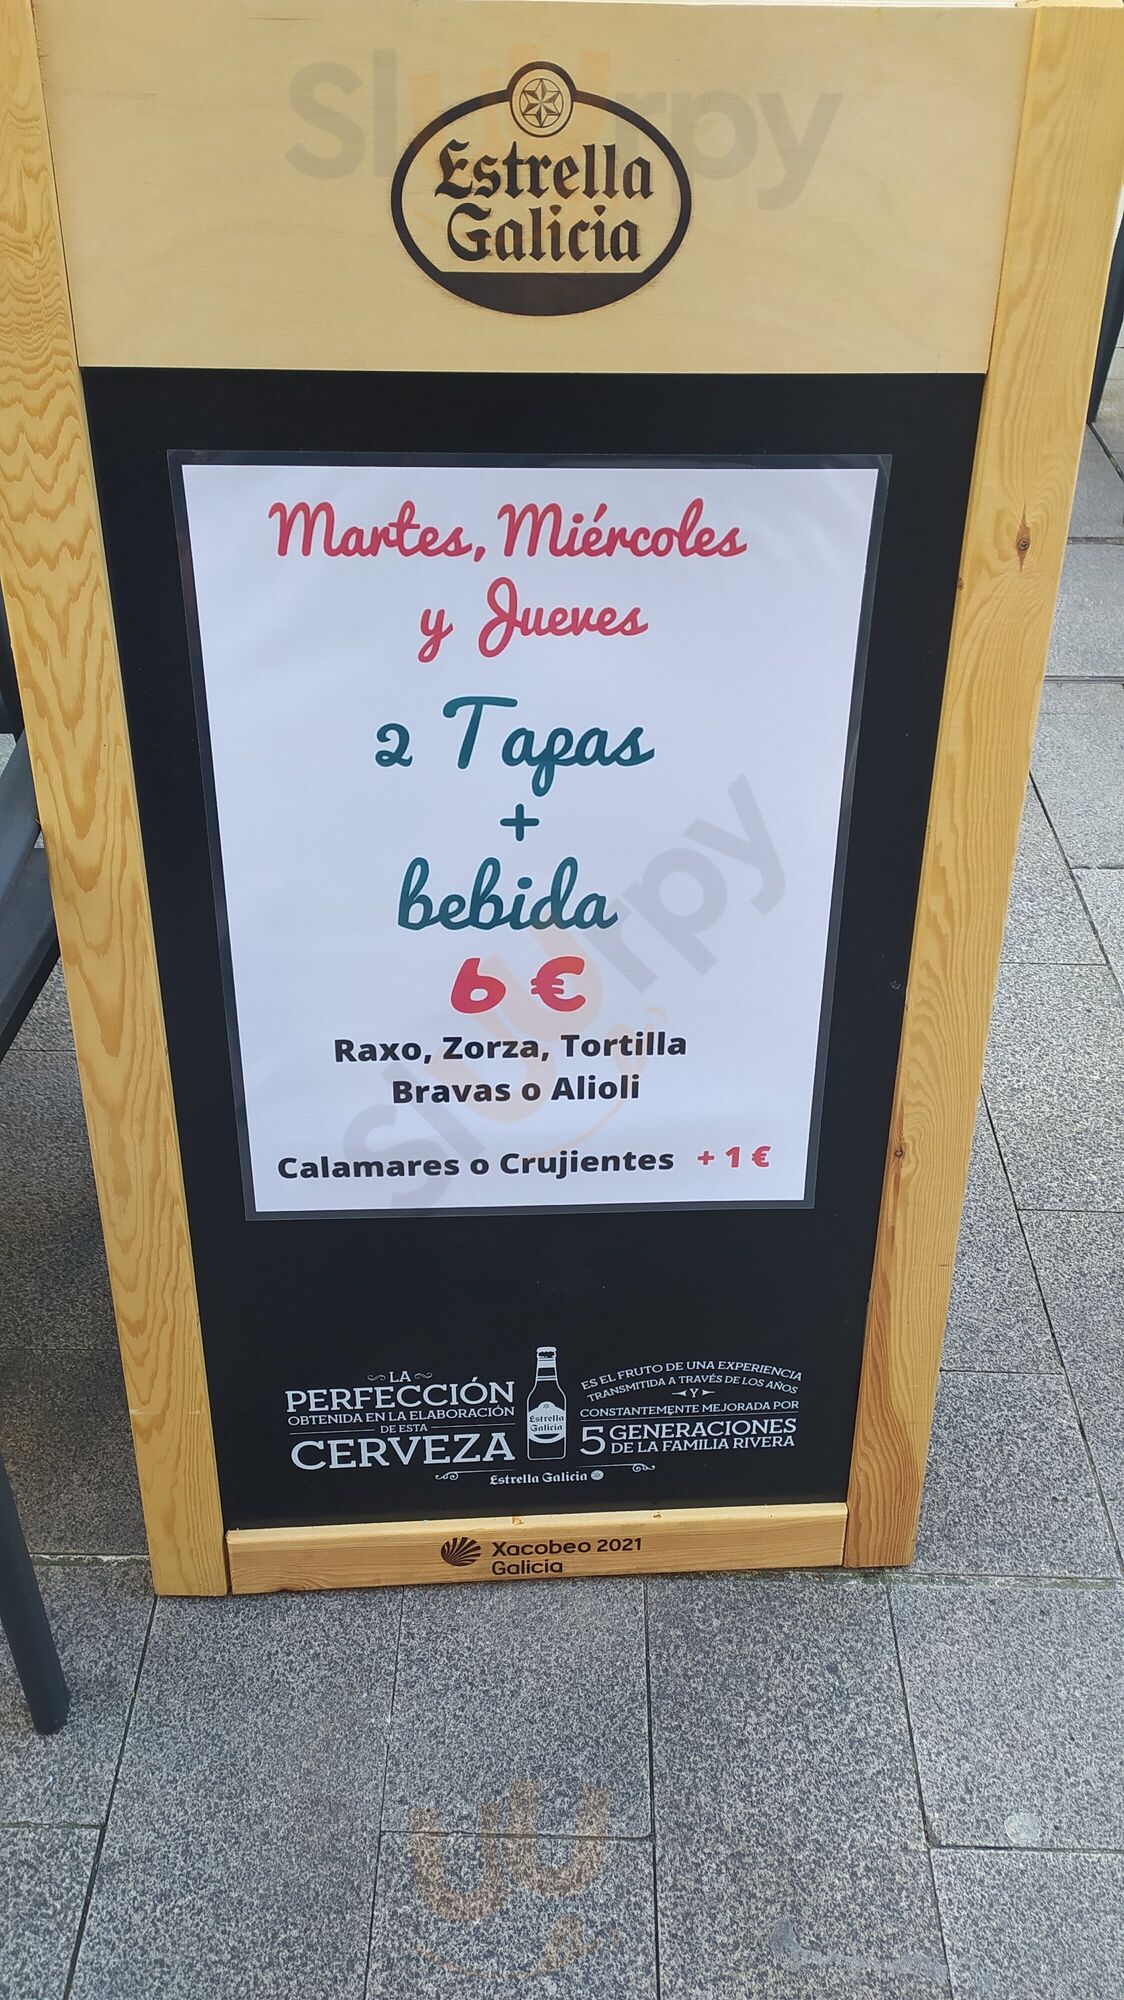 Sluurpy
Estrella
Galicia
Martes, Miércoles
y Jueves
2 Tapas
+
bebida
6 €
Raxo, Zorza, Tortilla
Bravas o Alioli
Calamares o Crujientes + 1 €
Sluurpy
LA
PERFECCIÓN
OBTENIDA EN LA ELABORACIÓN
DE ESTA
CERVEZA
Estrella
Galicia
ES EL FRUTO DE UNA EXPERIENCIA
TRANSMITIDA A TRAVÉS DE LOS AÑOS
Y
CONSTANTEMENTE MEJORADA POR
5 GENERACIONES
DE LA FAMILIA RIVERA
Estrella Galicia
Xacobeo 2021
Galicia